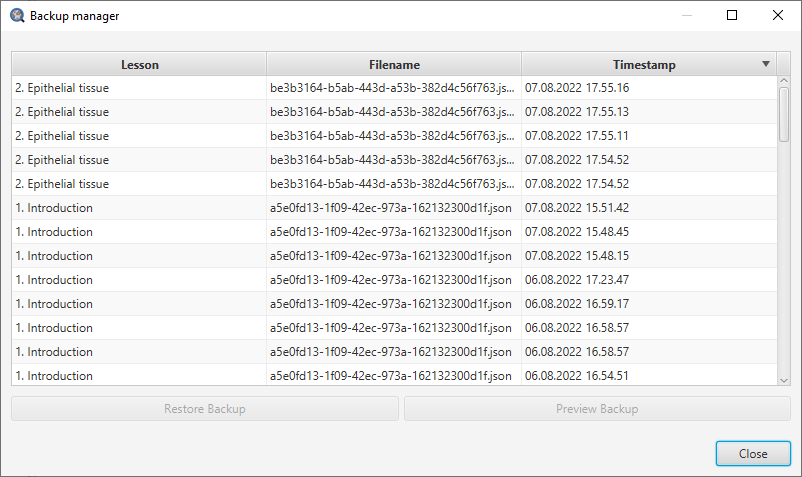 Backup manager
Lesson Filename Timestamp
2. Epithelial tissue be3b3164-b5ab-443d-a53b-382d4c56f763.js... 07.08.2022 17.55.16
2. Epithelial tissue be3b3164-b5ab-443d-a53b-382d4c56f763.js... 07.08.2022 17.55.13
2. Epithelial tissue be3b3164-b5ab-443d-a53b-382d4c56f763.js... 07.08.2022 17.55.11
2. Epithelial tissue be3b3164-b5ab-443d-a53b-382d4c56f763.js... 07.08.2022 17.54.52
2. Epithelial tissue be3b3164-b5ab-443d-a53b-382d4c56f763.js... 07.08.2022 17.54.52
1. Introduction a5e0fd13-1f09-42ec-973a-162132300d1f.json 07.08.2022 15.51.42
1. Introduction a5e0fd13-1f09-42ec-973a-162132300d1f.json 07.08.2022 15.48.45
1. Introduction a5e0fd13-1f09-42ec-973a-162132300d1f.json 07.08.2022 15.48.15
1. Introduction a5e0fd13-1f09-42ec-973a-162132300d1f.json 06.08.2022 17.23.47
1. Introduction a5e0fd13-1f09-42ec-973a-162132300d1f.json 06.08.2022 16.59.17
1. Introduction a5e0fd13-1f09-42ec-973a-162132300d1f.json 06.08.2022 16.58.57
1. Introduction a5e0fd13-1f09-42ec-973a-162132300d1f.json 06.08.2022 16.58.57
1. Introduction a5e0fd13-1f09-42ec-973a-162132300d1f.json 06.08.2022 16.54.51
Restore Backup Preview Backup
Close